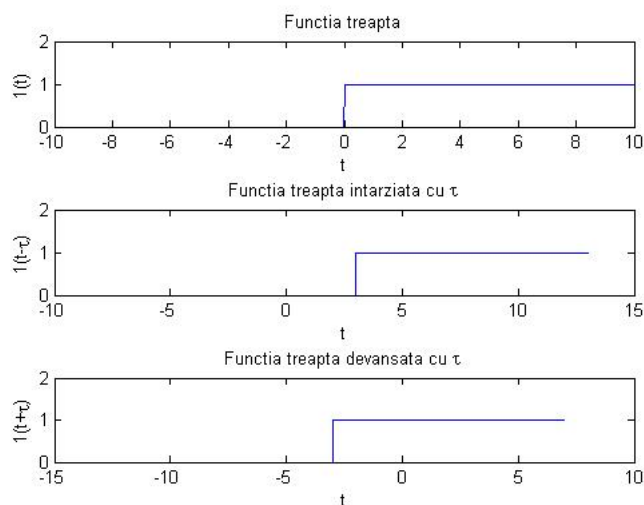 Functia treapta
2
1
0
1(t)
-10 -8 -6 -4 -2 0 2 4 6 8 10
t
Functia treapta intarziata cu τ
2
1
0
1(t-τ)
-10 -5 0 5 10 15
t
Functia treapta devansata cu τ
2
1
0
1(t+τ)
-15 -10 -5 0 5 10
t